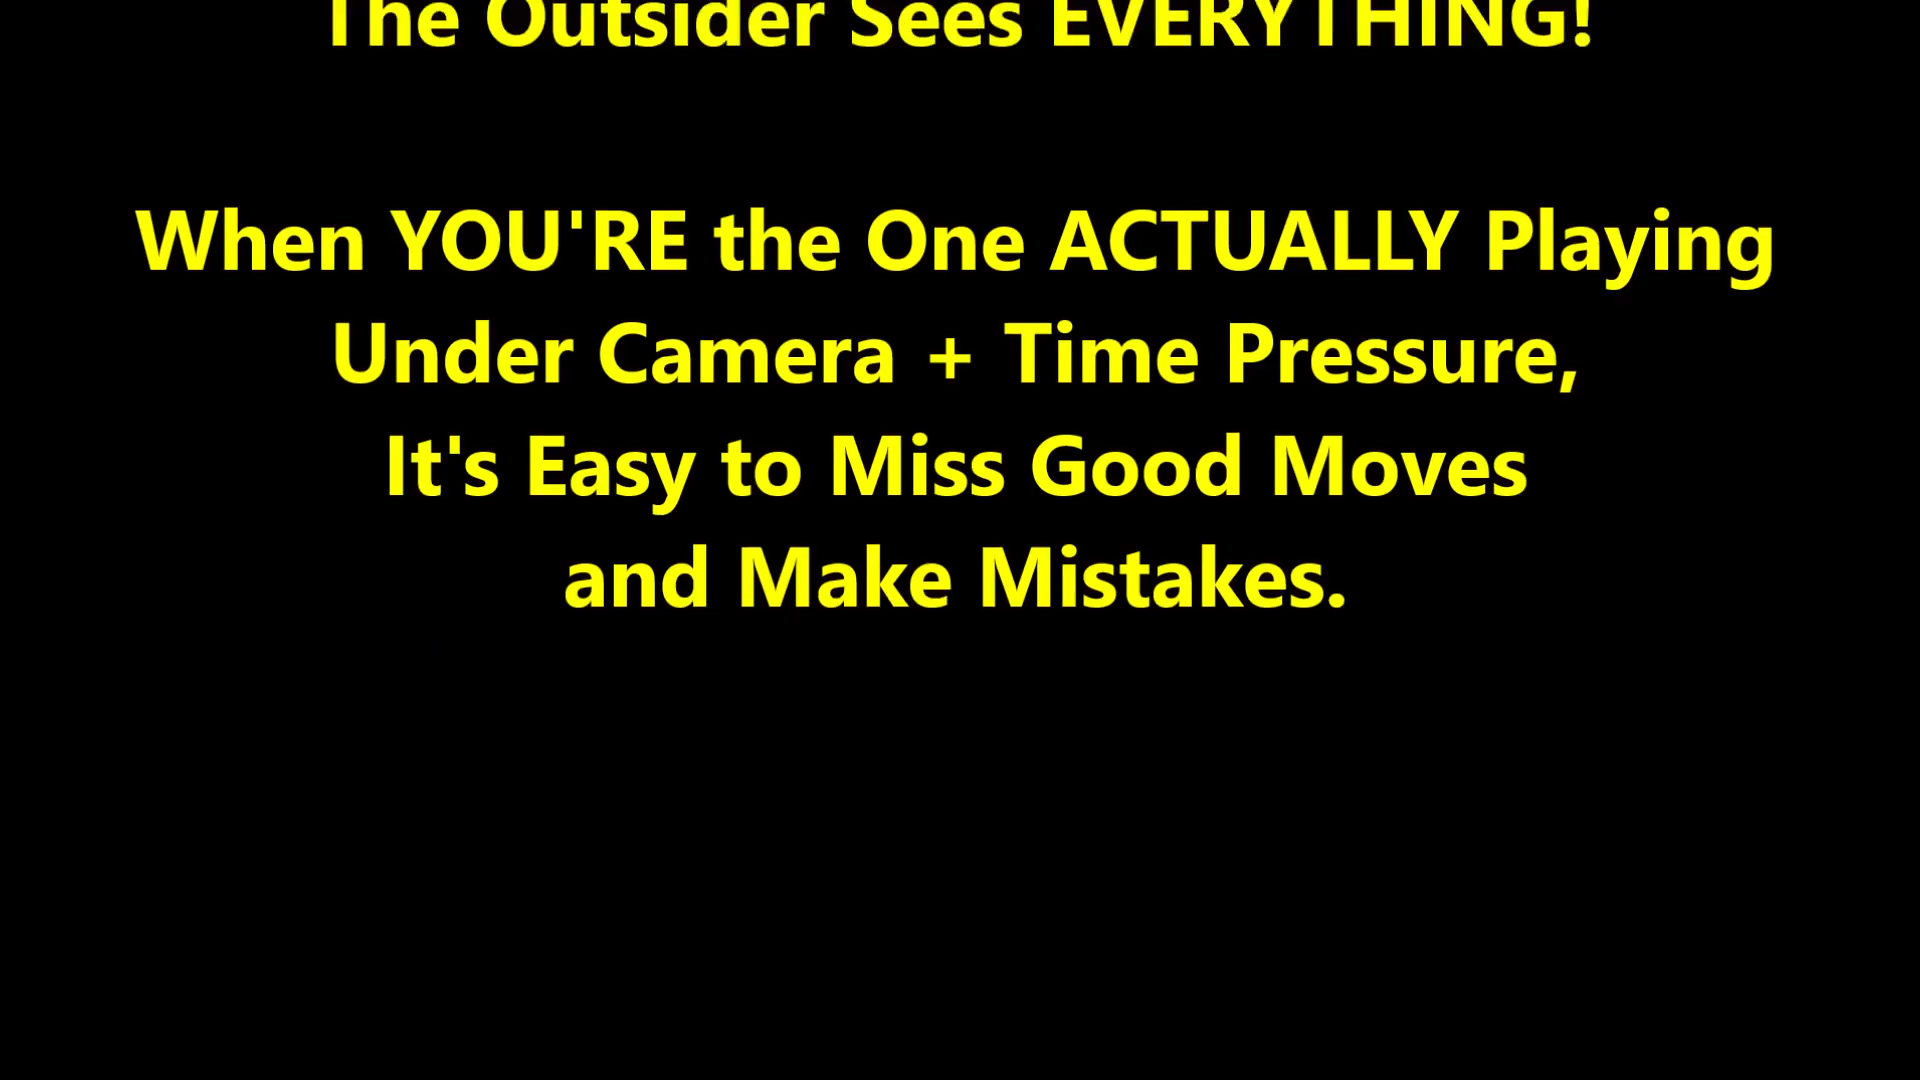 The Outsider Sees EVERYTHING!
When YOU'RE the One ACTUALLY Playing
Under Camera + Time Pressure,
It's Easy to Miss Good Moves
and Make Mistakes.